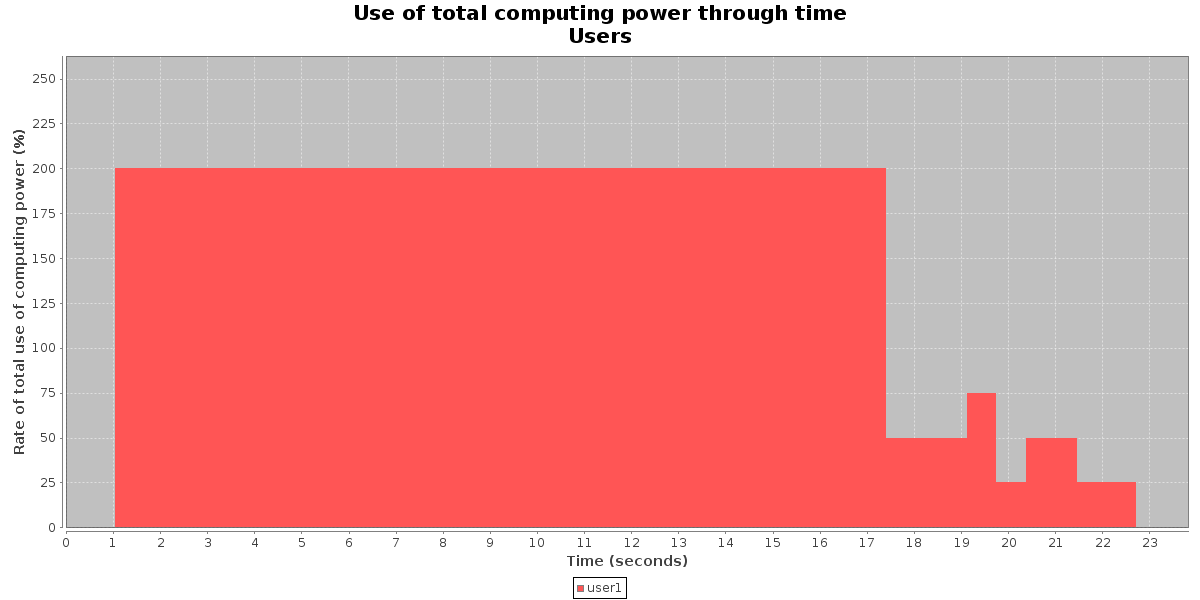 Use of total computing power through time
Users
Rate of total use of computing power (%)
250
225
200
175
150
125
100
75
50
25
0
0 1 2 3 4 5 6 7 8 9 10 11 12 13 14 15 16 17 18 19 20 21 22 23
Time (seconds)
user1